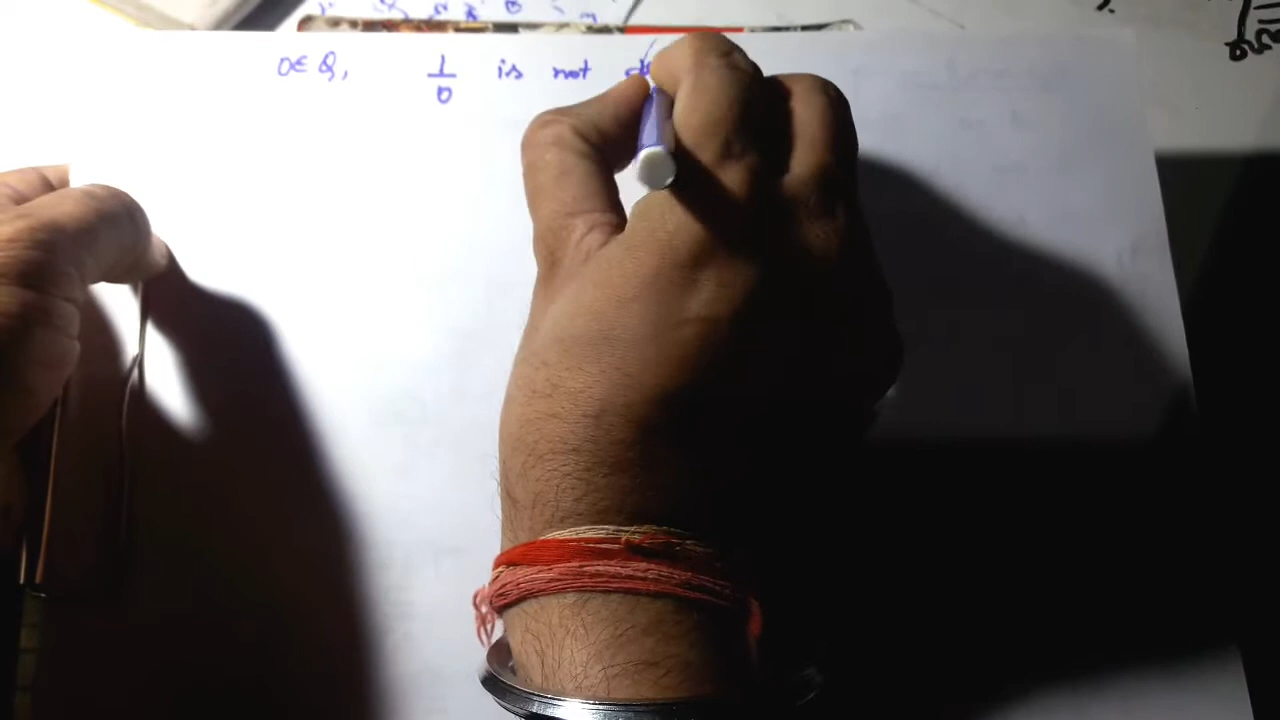 0 ∈ Q, 1/0 is not